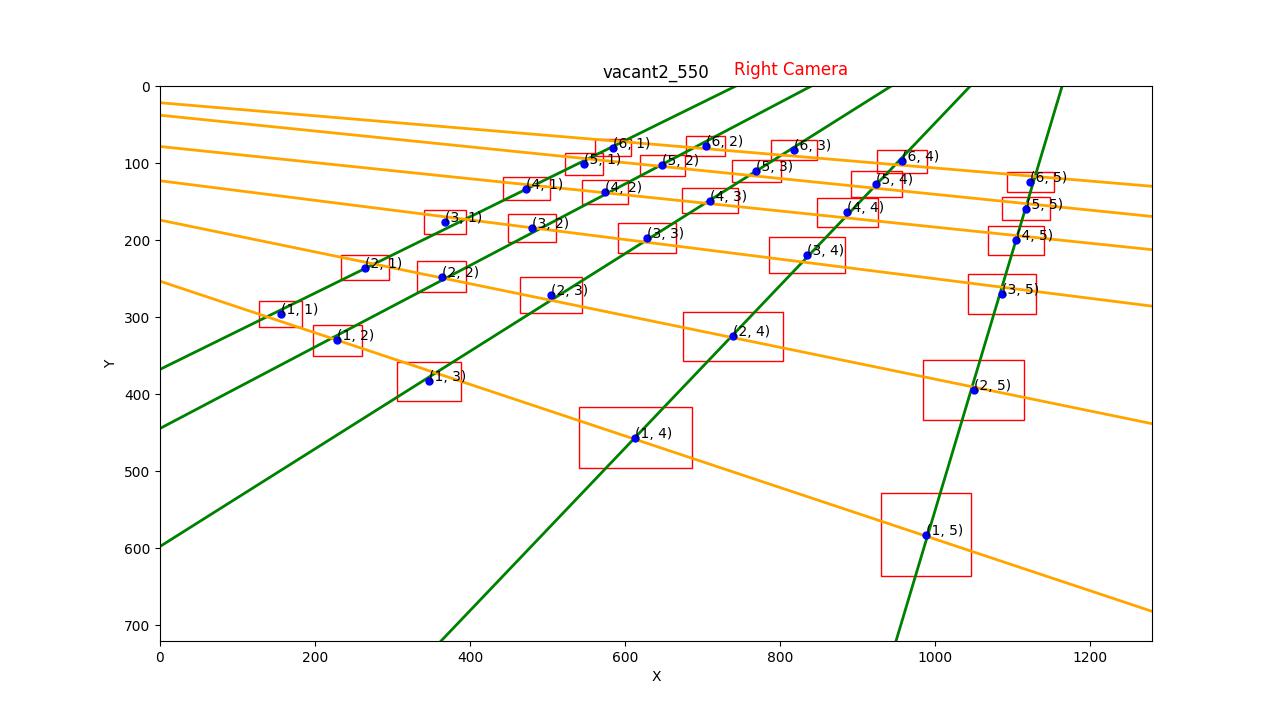 vacant2_550 Right Camera
0
(6, 1) (6, 2) (6, 3) (6, 4) (6, 5)
100
(5, 1) (5, 2) (5, 3) (5, 4) (5, 5)
(4, 1) (4, 2) (4, 3) (4, 4) (4, 5)
200
(3, 1) (3, 2) (3, 3) (3, 4) (3, 5)
(2, 1) (2, 2) (2, 3) (2, 4) (2, 5)
300
(1, 1) (1, 2) (1, 3) (1, 4) (1, 5)
Y
400
500
600
700
0 200 400 600 800 1000 1200
X